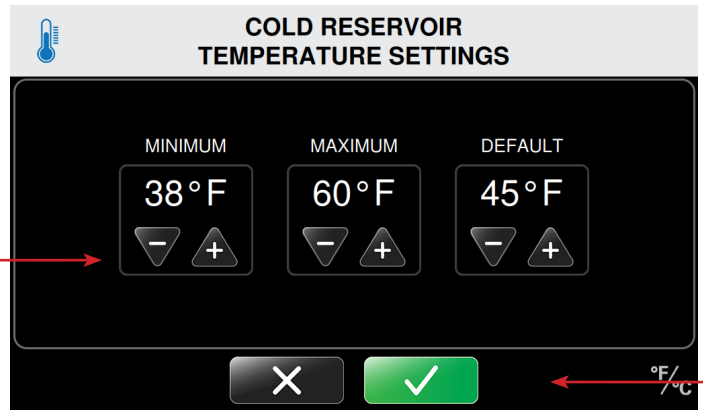 COLD RESERVOIR
TEMPERATURE SETTINGS
MINIMUM MAXIMUM DEFAULT
38°F 60°F 45°F
− + − + − +
°F/°C